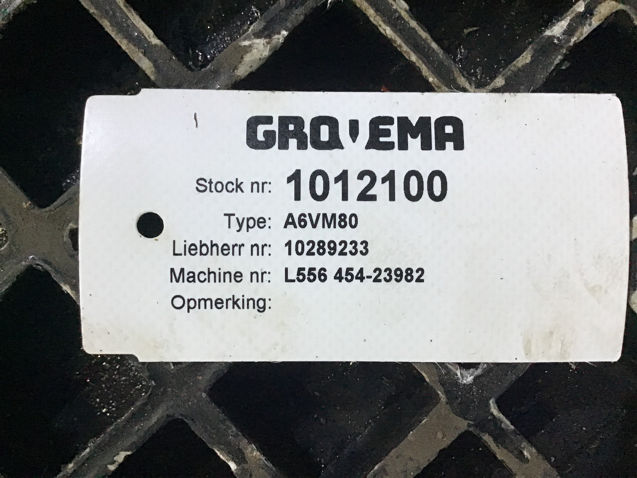 GROVEMA
Stock nr: 1012100
Type: A6VM80
Liebherr nr: 10289233
Machine nr: L556 454-23982
Opmerking: